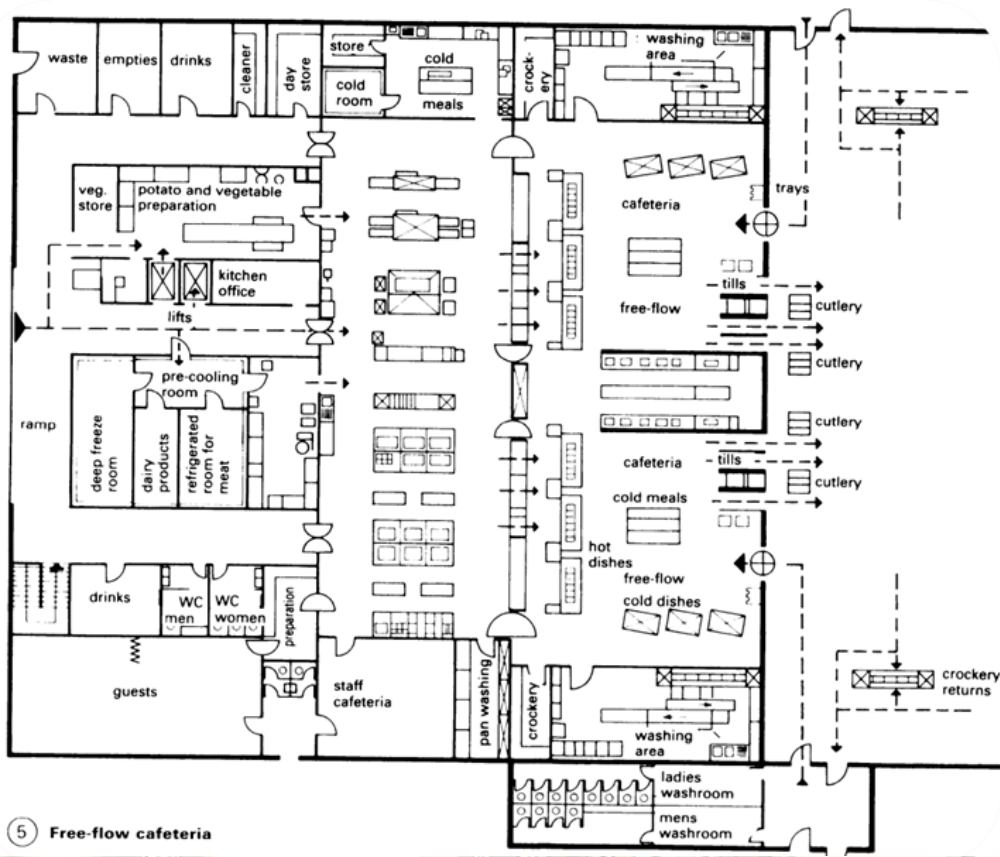 waste
empties
drinks
cleaner
day
store
store
cold
room
cold
meals
crock-
ery
washing
area
veg.
store
potato and vegetable
preparation
kitchen
office
lifts
cafeteria
trays
free-flow
tills
cutlery
cutlery
cutlery
cutlery
ramp
deep freeze
room
pre-cooling
room
dairy
products
refrigerated
room for
meat
cafeteria
tills
cold meals
hot
dishes
free-flow
cold dishes
drinks
WC
men
WC
women
preparation
guests
staff
cafeteria
pan washing
crockery
washing
area
crockery
returns
ladies
washroom
mens
washroom
5 Free-flow cafeteria